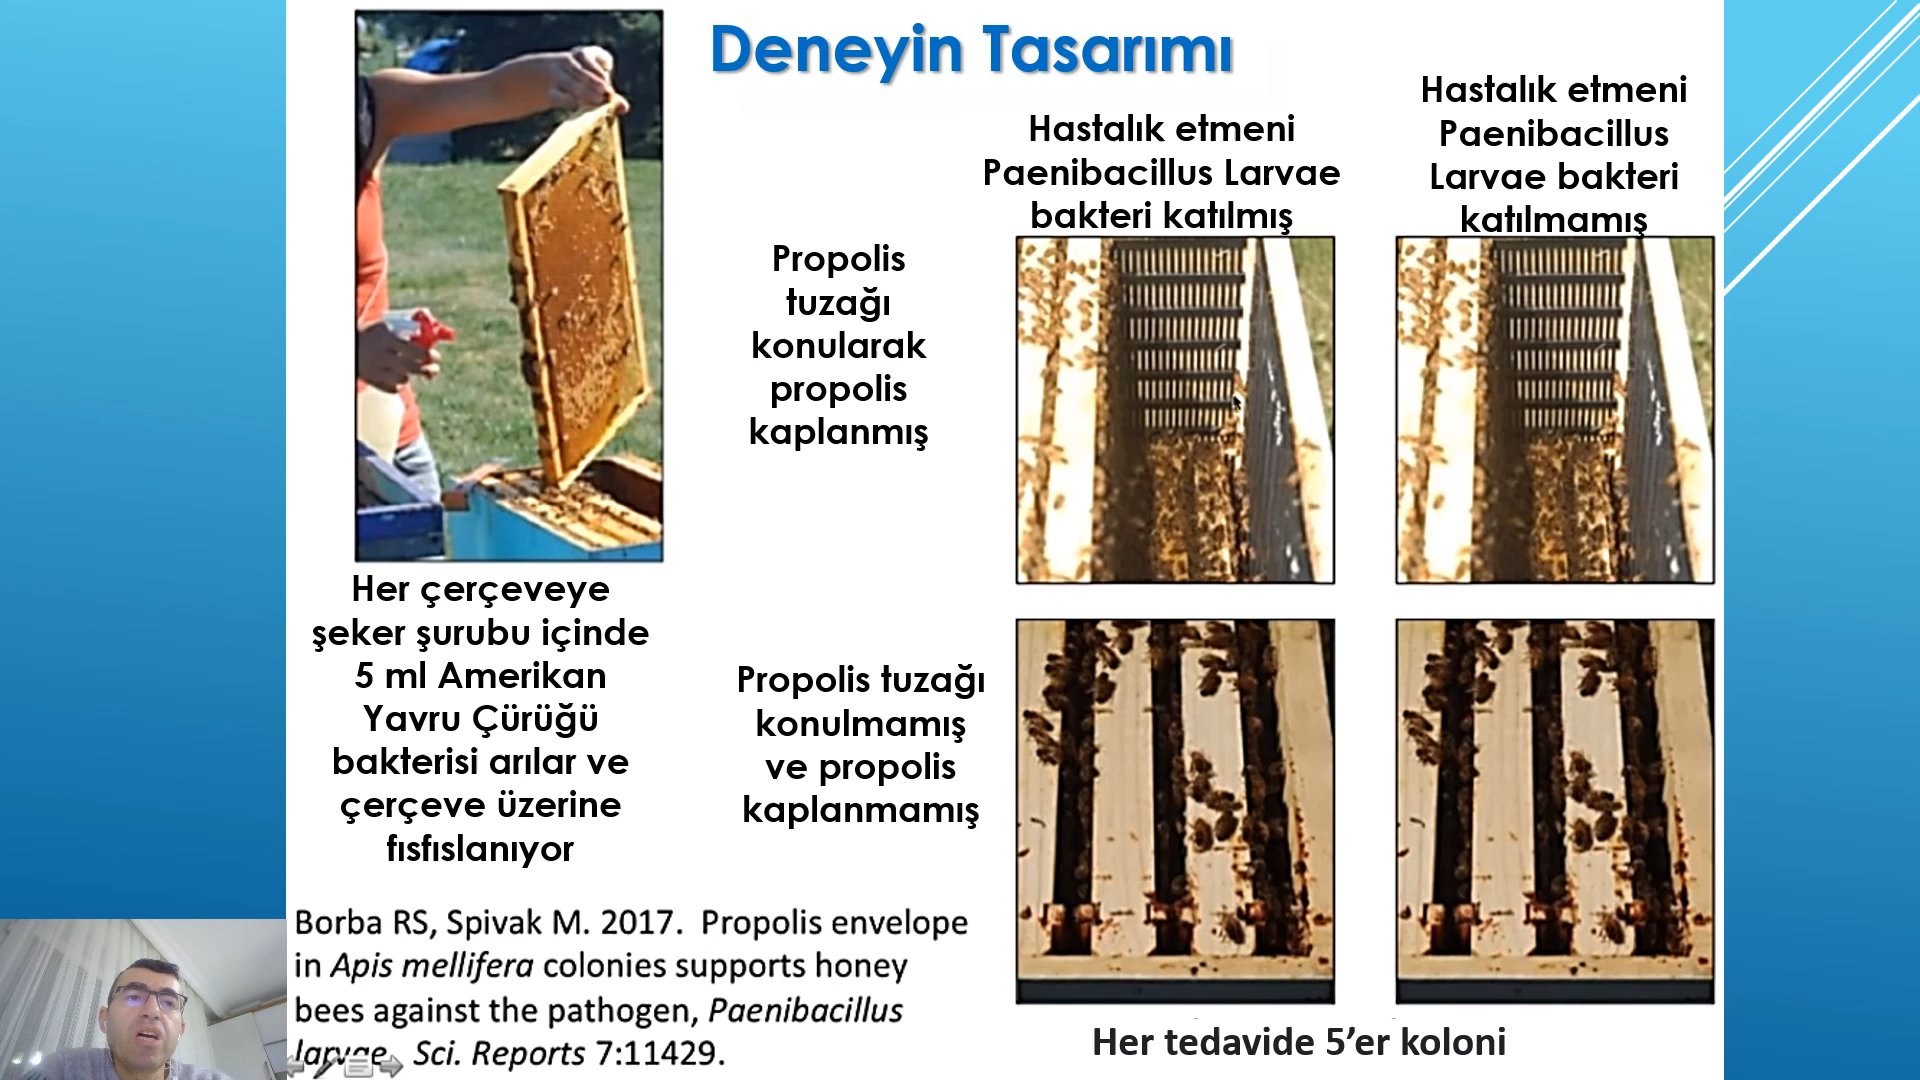 Deneyin Tasarımı
Hastalık etmeni
Paenibacillus Larvae
bakteri katılmış
Hastalık etmeni
Paenibacillus
Larvae bakteri
katılmamış
Propolis
tuzağı
konularak
propolis
kaplanmış
Propolis tuzağı
konulmamış
ve propolis
kaplanmamış
Her çerçeveye
şeker şurubu içinde
5 ml Amerikan
Yavru Çürüğü
bakterisi arılar ve
çerçeve üzerine
fısfıslanıyor
Borba RS, Spivak M. 2017. Propolis envelope
in Apis mellifera colonies supports honey
bees against the pathogen, Paenibacillus
larvae. Sci. Reports 7:11429.
Her tedavide 5’er koloni